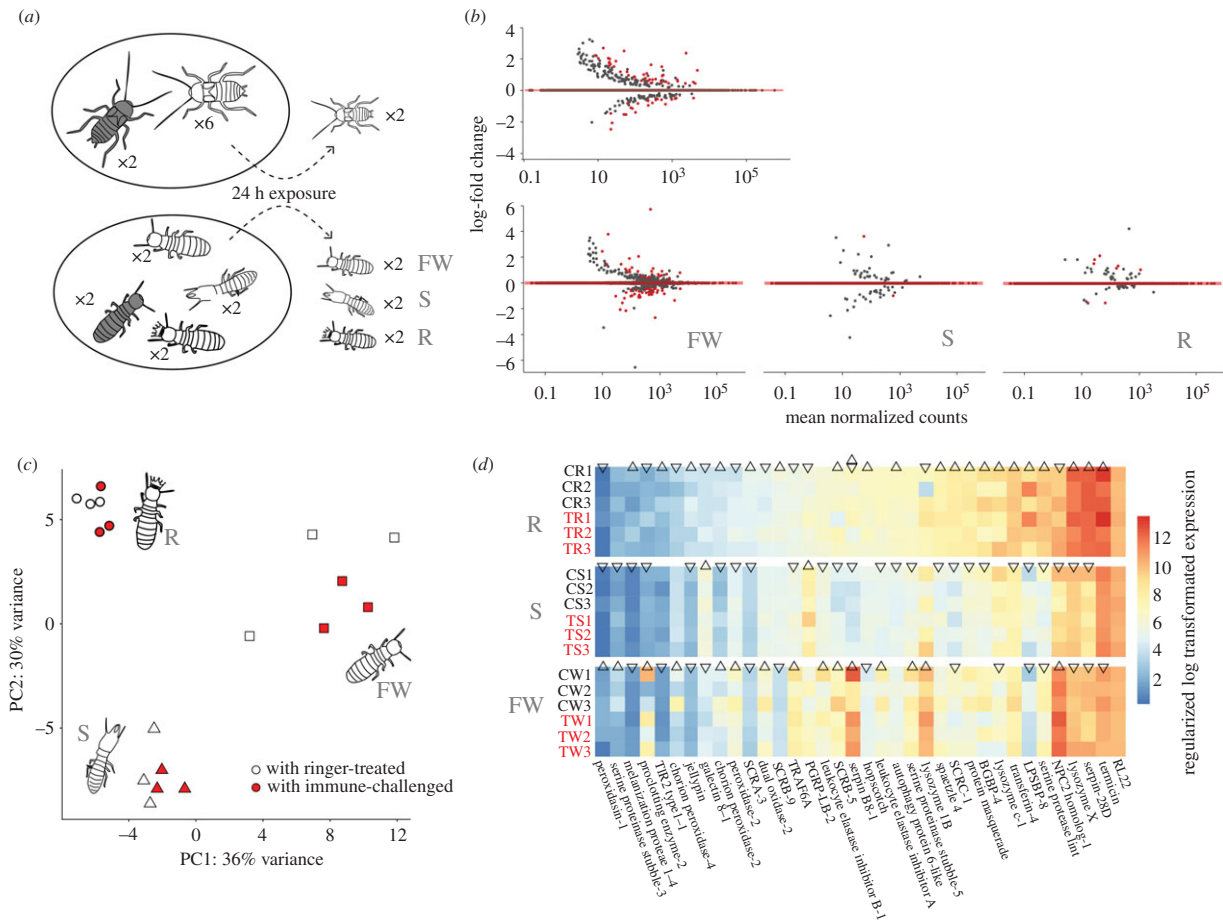 (a)
×6
×2
×2
24 h exposure
×2
×2
×2
×2
×2 FW
×2 S
×2 R
(b)
log-fold change
4
2
0
−2
−4
0.1 10 10³ 10⁵
6
4
2
0
−2
−4
−6
FW
S
R
0.1 10 10³ 10⁵
0.1 10 10³ 10⁵
0.1 10 10³ 10⁵
mean normalized counts
(c)
PC2: 30% variance
5
0
−5
R
FW
S
with ringer-treated
with immune-challenged
−4 0 4 8 12
PC1: 36% variance
(d)
R
CR1
CR2
CR3
TR1
TR2
TR3
S
CS1
CS2
CS3
TS1
TS2
TS3
FW
CW1
CW2
CW3
TW1
TW2
TW3
peroxidasin-1
serine proteinase stubble-3
melanization proteae 1–4
proclotting enzyme-2
TIR2 type1–1
chorion peroxidase-4
jellypin
galectin 8–1
chorion peroxidase-2
peroxidase-2
SCRA-3
dual oxidase-2
SCRB-9
TRAF6A
PGRP-LB-2
leukocyte elastase inhibitor B-1
SCRB-5
serpin B8-1
hopscotch
leukocyte elastase inhibitor A
autophagy protein 6-like
serine proteinase stubble-5
lysozyme 1B
spaetzle 4
SCRC-1
protein masquerade
BGBP-4
lysozyme c-1
transferin-4
LPSBP-8
serine protease lint
NPC2 homolog-1
lysozyme X
serpin-28D
termicin
RL22
12
10
8
6
4
2
regularized log transformed expression